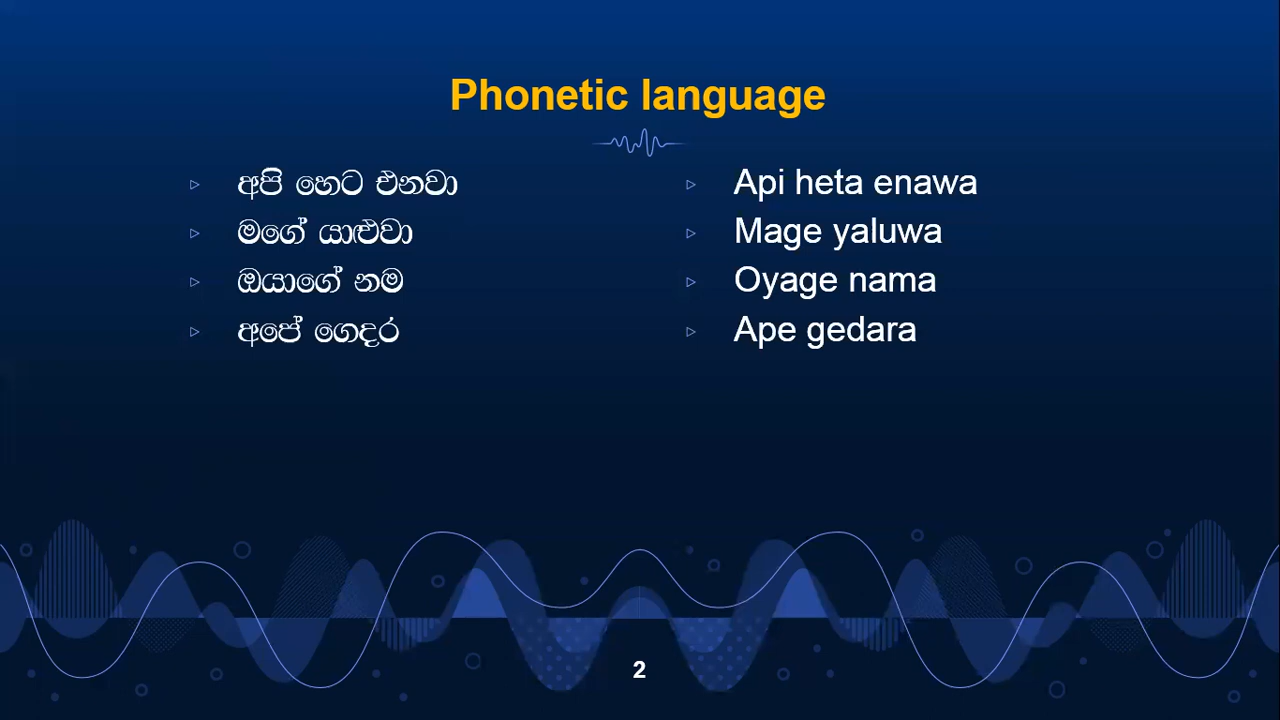 Phonetic language
අපි හෙට එනවා
මගේ යාළුවා
ඔයාගේ නම
අපේ ගෙදර
Api heta enawa
Mage yaluwa
Oyage nama
Ape gedara
2